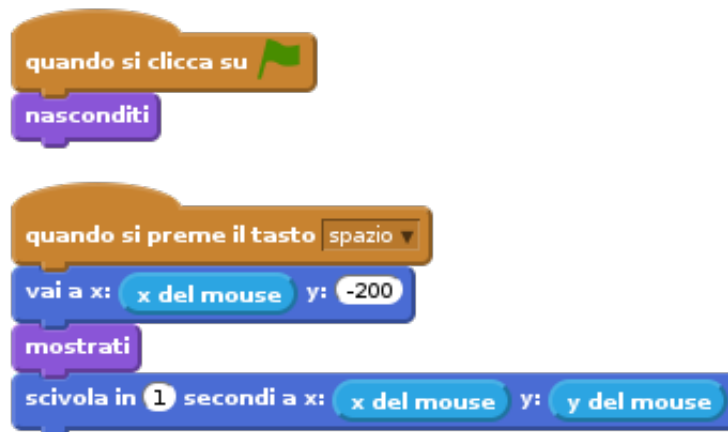 quando si clicca su
nasconditi
quando si preme il tasto spazio
vai a x: x del mouse y: -200
mostrati
scivola in 1 secondi a x: x del mouse y: y del mouse